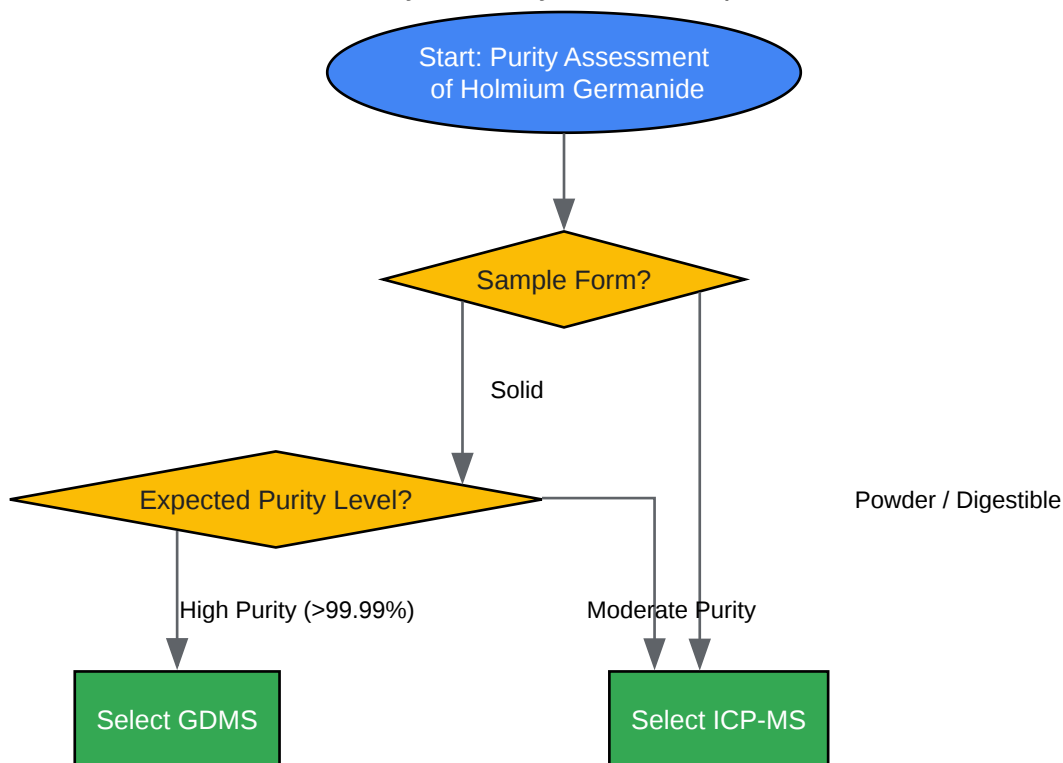 Start: Purity Assessment
of Holmium Germanide
Sample Form?
Solid
Expected Purity Level?
Powder / Digestible
High Purity (>99.99%)
Moderate Purity
Select GDMS
Select ICP-MS